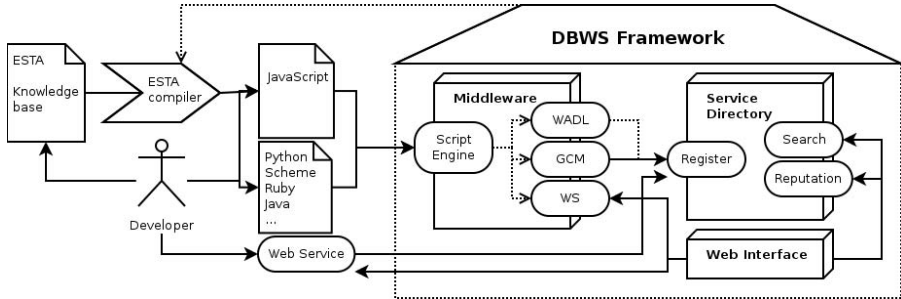 DBWS Framework
ESTA
Knowledge
base
ESTA
compiler
JavaScript
Python
Scheme
Ruby
Java
...
Developer
Web Service
Middleware
Script
Engine
WADL
GCM
WS
Service
Directory
Search
Register
Reputation
Web Interface